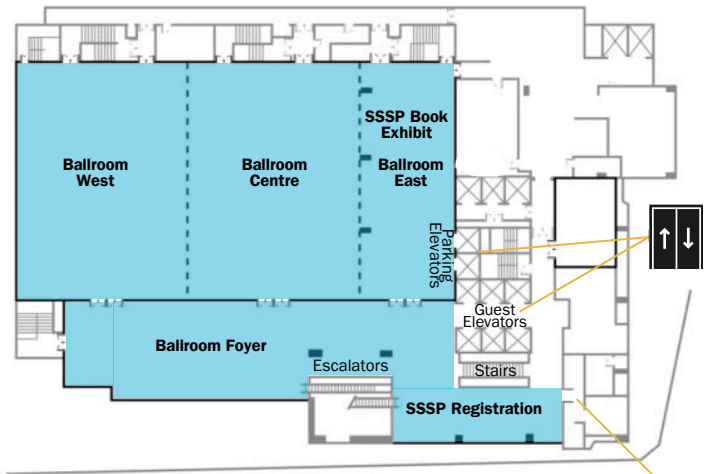 SSSP Book
Exhibit
Ballroom
West
Ballroom
Centre
Ballroom
East
Parking
Elevators
Guest
Elevators
Ballroom Foyer
Escalators
Stairs
SSSP Registration